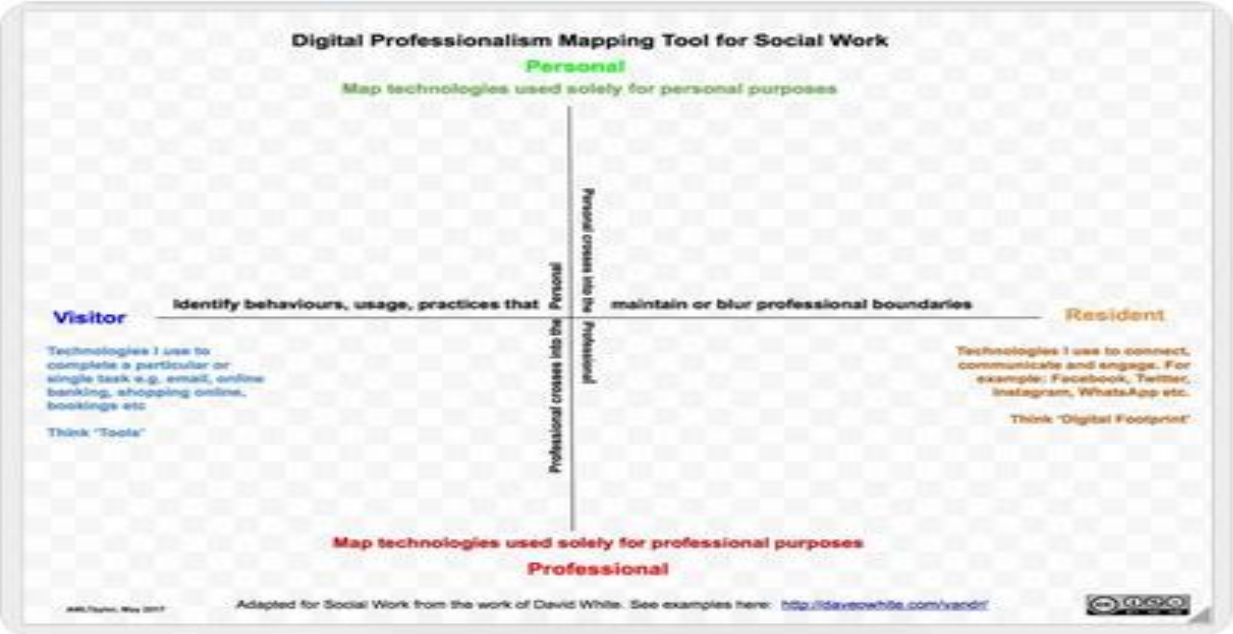 Digital Professionalism Mapping Tool for Social Work
Personal
Map technologies used solely for personal purposes
Personal crosses into the Professional
Professional crosses into the Personal
Identify behaviours, usage, practices that
maintain or blur professional boundaries
Visitor
Technologies I use to
complete a particular or
single task e.g. email, online
banking, shopping online,
bookings etc
Think 'Tools'
Resident
Technologies I use to connect,
communicate and engage. For
example: Facebook, Twitter,
Instagram, WhatsApp etc.
Think 'Digital Footprint'
Map technologies used solely for professional purposes
Professional
May 2017
Adapted for Social Work from the work of David White. See examples here: http://daveowhite.com/vandr/